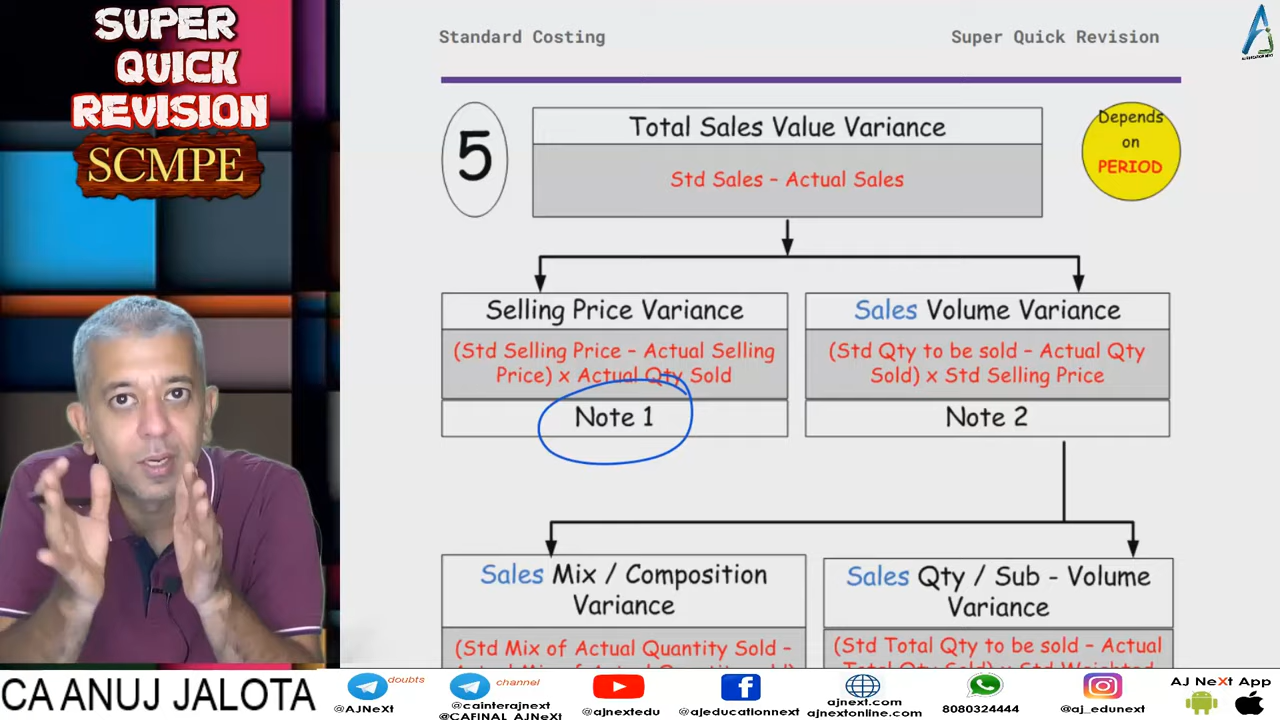 SUPER
QUICK
REVISION
SCMPE
Standard Costing
Super Quick Revision
5
Total Sales Value Variance
Std Sales - Actual Sales
Depends
on
PERIOD
Selling Price Variance
(Std Selling Price - Actual Selling
Price) x Actual Qty Sold
Note 1
Sales Volume Variance
(Std Qty to be sold - Actual Qty
Sold) x Std Selling Price
Note 2
Sales Mix / Composition
Variance
(Std Mix of Actual Quantity Sold -
Sales Qty / Sub - Volume
Variance
(Std Total Qty to be sold - Actual
CA ANUJ JALOTA
doubts
@AJNeXt
channel
@cainterajnext
@CAFINAL_AJNeXt
@ajnextedu
@ajeducationnext
ajnext.com
ajnextonline.com
8080324444
@aj_edunext
AJ NeXt App